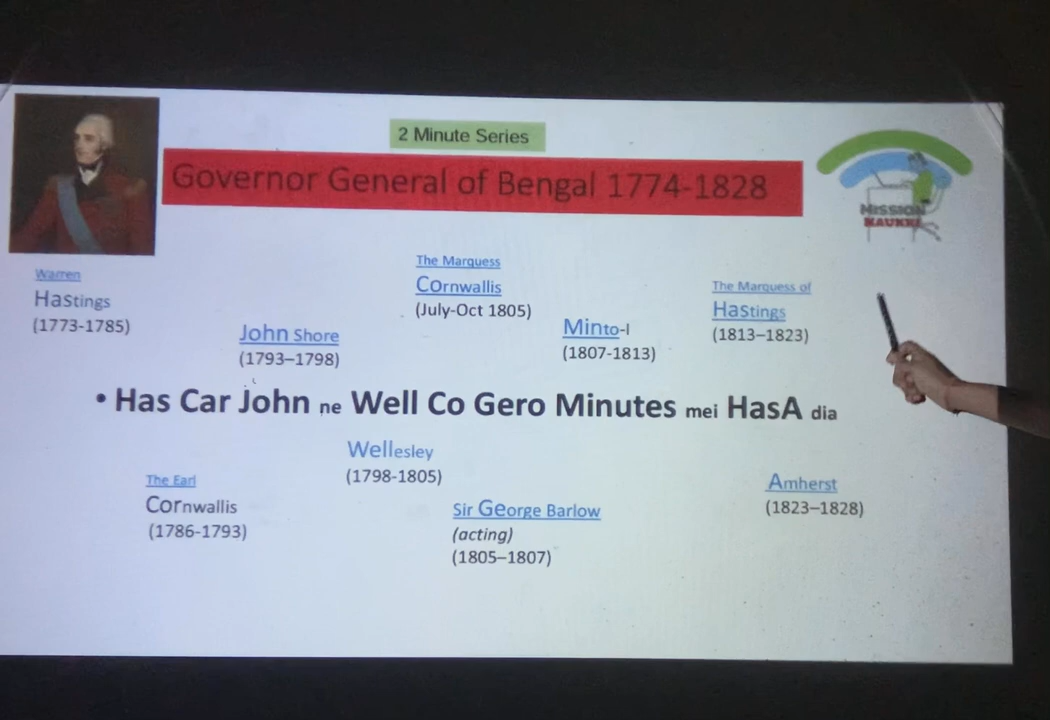 2 Minute Series
Governor General of Bengal 1774-1828
MISSION
NAUKRI
Warren
Hastings
(1773-1785)
John Shore
(1793–1798)
The Marquess
Cornwallis
(July-Oct 1805)
Minto-I
(1807-1813)
The Marquess of
Hastings
(1813–1823)
• Has Car John ne Well Co Gero Minutes mei HasA dia
The Earl
Cornwallis
(1786-1793)
Wellesley
(1798-1805)
Sir George Barlow
(acting)
(1805–1807)
Amherst
(1823–1828)